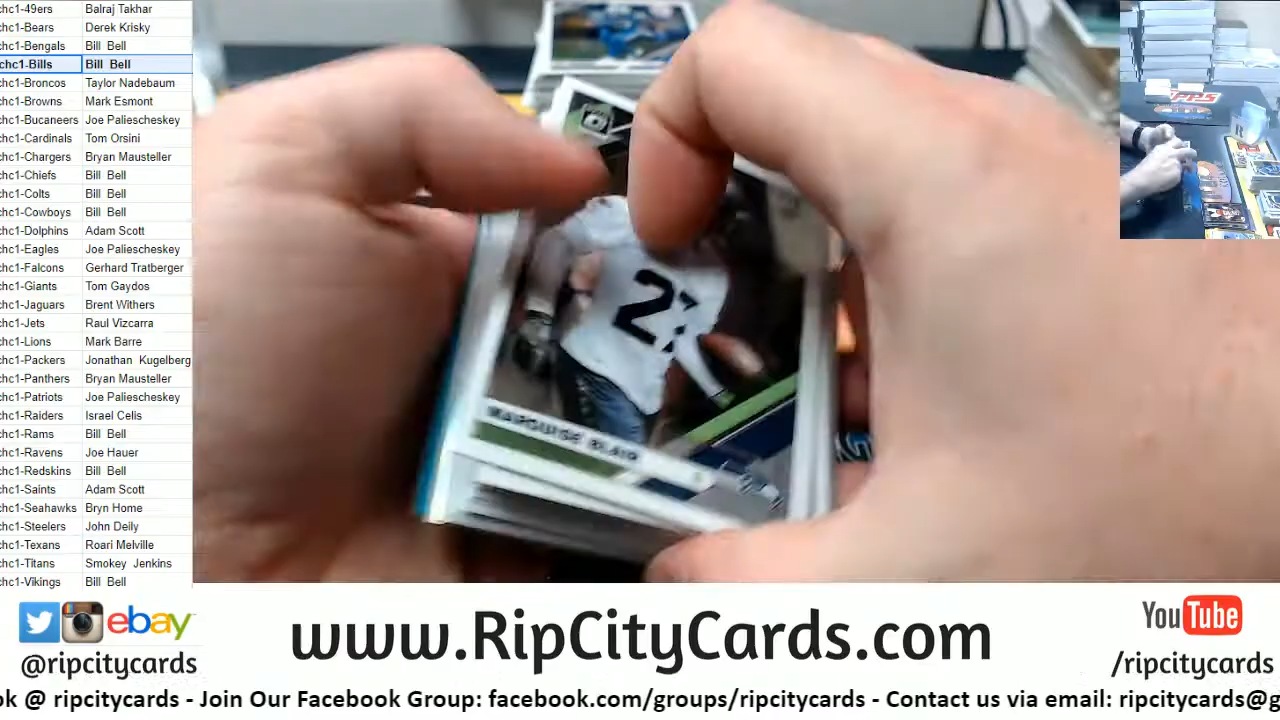 chc1-49ers Balraj Takhar
chc1-Bears Derek Krisky
chc1-Bengals Bill Bell
chc1-Bills Bill Bell
chc1-Broncos Taylor Nadebaum
chc1-Browns Mark Esmont
chc1-Bucaneers Joe Paliescheskey
chc1-Cardinals Tom Orsini
chc1-Chargers Bryan Mausteller
chc1-Chiefs Bill Bell
chc1-Colts Bill Bell
chc1-Cowboys Bill Bell
chc1-Dolphins Adam Scott
chc1-Eagles Joe Paliescheskey
chc1-Falcons Gerhard Tratberger
chc1-Giants Tom Gaydos
chc1-Jaguars Brent Withers
chc1-Jets Raul Vizcarra
chc1-Lions Mark Barre
chc1-Packers Jonathan Kugelberg
chc1-Panthers Bryan Mausteller
chc1-Patriots Joe Paliescheskey
chc1-Raiders Israel Celis
chc1-Rams Bill Bell
chc1-Ravens Joe Hauer
chc1-Redskins Bill Bell
chc1-Saints Adam Scott
chc1-Seahawks Bryn Home
chc1-Steelers John Deily
chc1-Texans Roari Melville
chc1-Titans Smokey Jenkins
chc1-Vikings Bill Bell
MARQUISE BLAIR
ebay
@ripcitycards
www.RipCityCards.com
YouTube
/ripcitycards
ok @ ripcitycards - Join Our Facebook Group: facebook.com/groups/ripcitycards - Contact us via email: ripcitycards@g